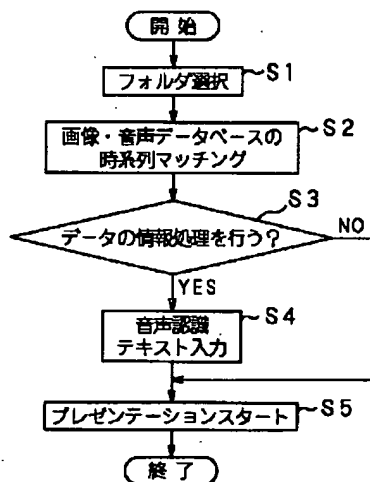 開始
フォルダ選択
S1
画像・音声データベースの
時系列マッチング
S2
データの情報処理を行う?
S3
NO
YES
音声認識
テキスト入力
S4
プレゼンテーションスタート
S5
終了